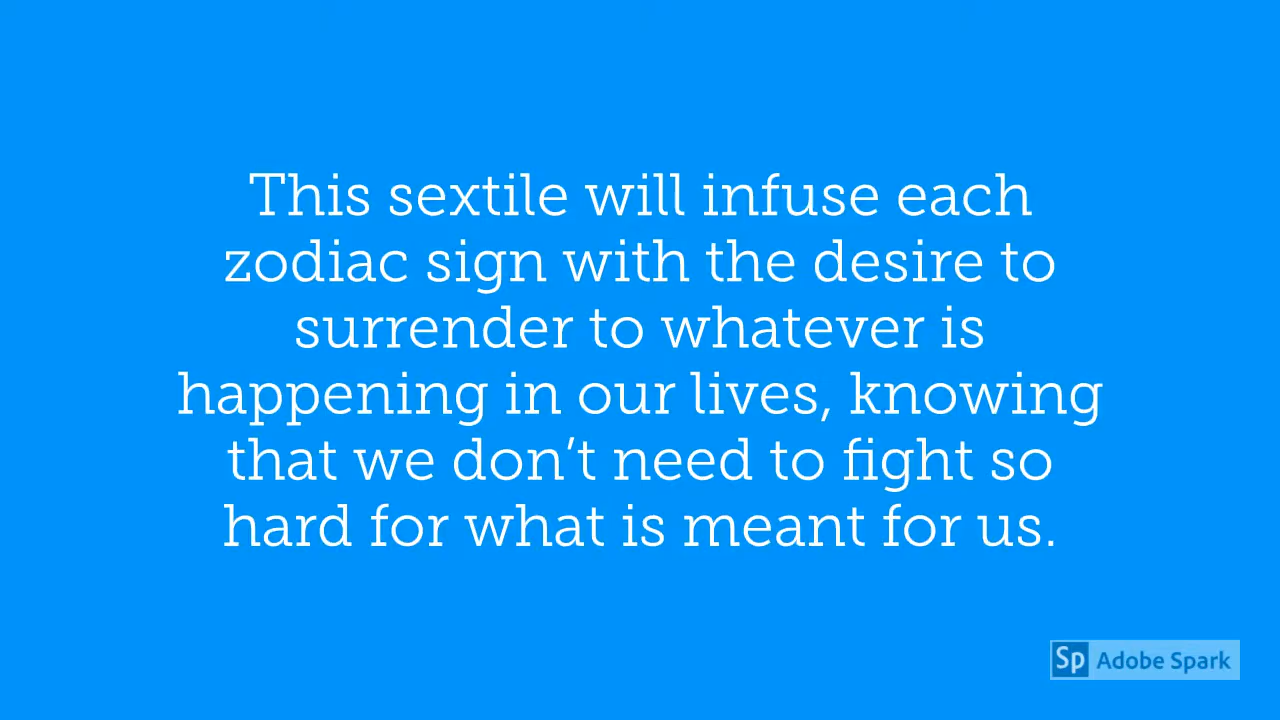 This sextile will infuse each
zodiac sign with the desire to
surrender to whatever is
happening in our lives, knowing
that we don’t need to fight so
hard for what is meant for us.
Sp Adobe Spark